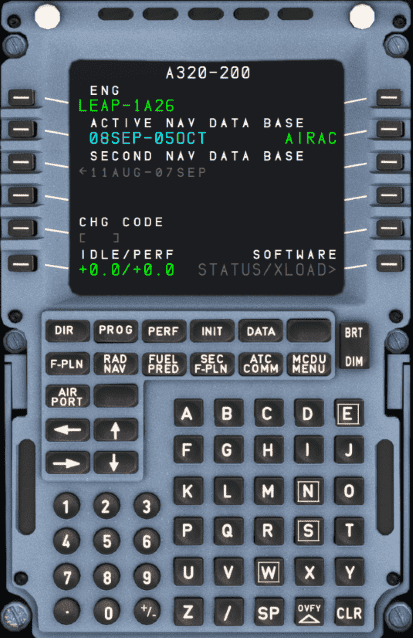 A320-200
ENG
LEAP-1A26
ACTIVE NAV DATA BASE
08SEP-05OCT AIRAC
SECOND NAV DATA BASE
←11AUG-07SEP
CHG CODE
[ ]
IDLE/PERF SOFTWARE
+0.0/+0.0 STATUS/XLOAD>
DIR PROG PERF INIT DATA BRT
F-PLN RAD NAV FUEL PRED SEC F-PLN ATC COMM MCDU MENU DIM
AIR PORT
← ↑
→ ↓
A B C D E
F G H I J
K L M N O
P Q R S T
U V W X Y
Z / SP OVFY CLR
1 2 3
4 5 6
7 8 9
. 0 +/-